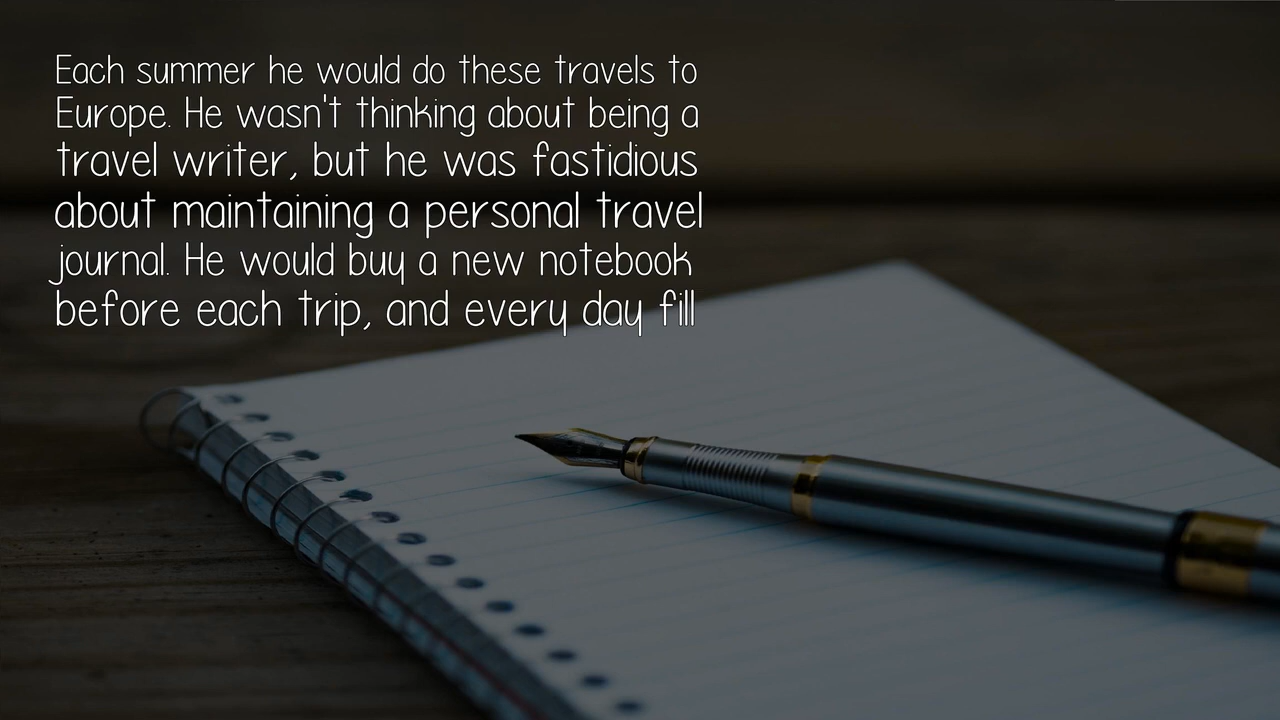 Each summer he would do these travels to
Europe. He wasn't thinking about being a
travel writer, but he was fastidious
about maintaining a personal travel
journal. He would buy a new notebook
before each trip, and every day fill